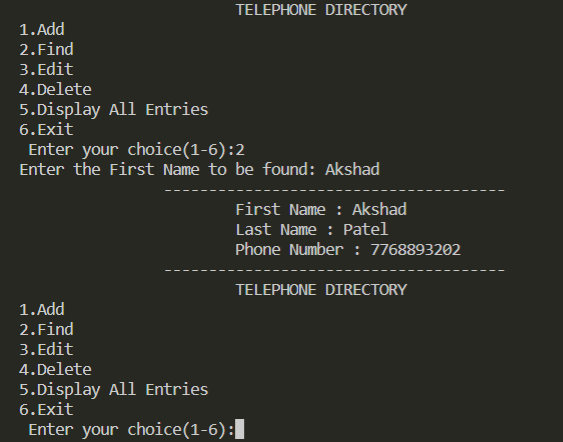 TELEPHONE DIRECTORY
1.Add
2.Find
3.Edit
4.Delete
5.Display All Entries
6.Exit
Enter your choice(1-6):2
Enter the First Name to be found: Akshad
--------------------------------------
First Name : Akshad
Last Name : Patel
Phone Number : 7768893202
--------------------------------------
TELEPHONE DIRECTORY
1.Add
2.Find
3.Edit
4.Delete
5.Display All Entries
6.Exit
Enter your choice(1-6):